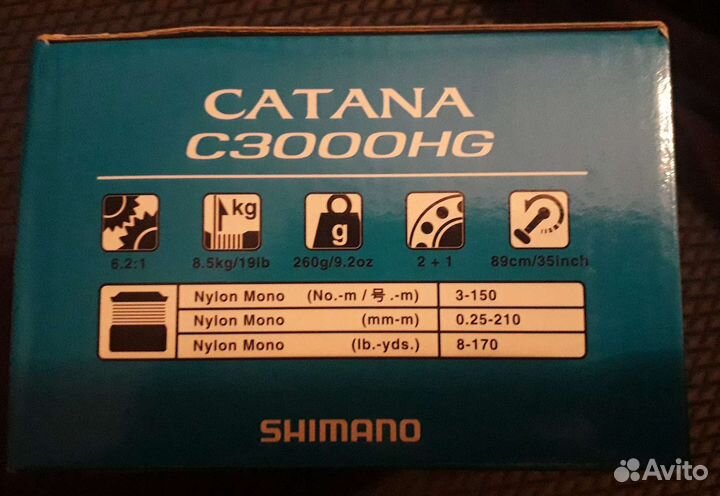 CATANA
C3000HG
kg
g
6.2:1 8.5kg/19lb 260g/9.2oz 2 + 1 89cm/35inch
Nylon Mono (No.-m / 号.-m) 3-150
Nylon Mono (mm-m) 0.25-210
Nylon Mono (lb.-yds.) 8-170
SHIMANO
Avito